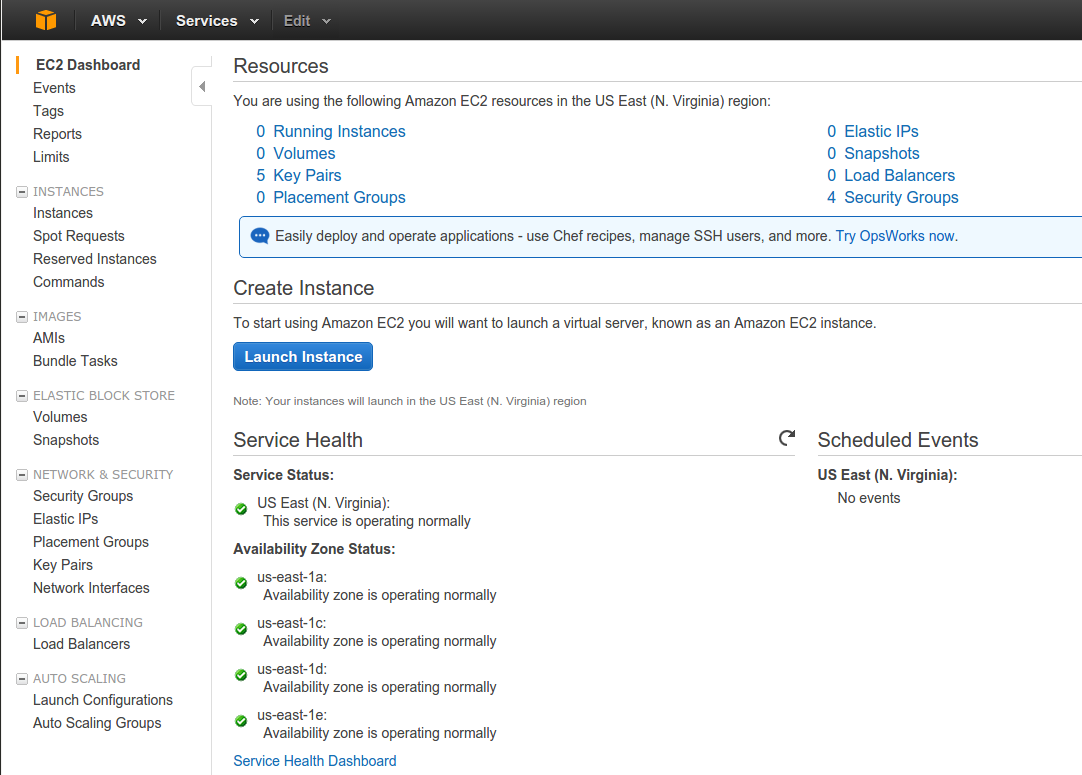 AWS Services Edit
EC2 Dashboard
Events
Tags
Reports
Limits
INSTANCES
Instances
Spot Requests
Reserved Instances
Commands
IMAGES
AMIs
Bundle Tasks
ELASTIC BLOCK STORE
Volumes
Snapshots
NETWORK & SECURITY
Security Groups
Elastic IPs
Placement Groups
Key Pairs
Network Interfaces
LOAD BALANCING
Load Balancers
AUTO SCALING
Launch Configurations
Auto Scaling Groups
Resources
You are using the following Amazon EC2 resources in the US East (N. Virginia) region:
0 Running Instances
0 Volumes
5 Key Pairs
0 Placement Groups
0 Elastic IPs
0 Snapshots
0 Load Balancers
4 Security Groups
Easily deploy and operate applications - use Chef recipes, manage SSH users, and more. Try OpsWorks now.
Create Instance
To start using Amazon EC2 you will want to launch a virtual server, known as an Amazon EC2 instance.
Launch Instance
Note: Your instances will launch in the US East (N. Virginia) region
Service Health
Service Status:
US East (N. Virginia):
This service is operating normally
Availability Zone Status:
us-east-1a:
Availability zone is operating normally
us-east-1c:
Availability zone is operating normally
us-east-1d:
Availability zone is operating normally
us-east-1e:
Availability zone is operating normally
Service Health Dashboard
Scheduled Events
US East (N. Virginia):
No events